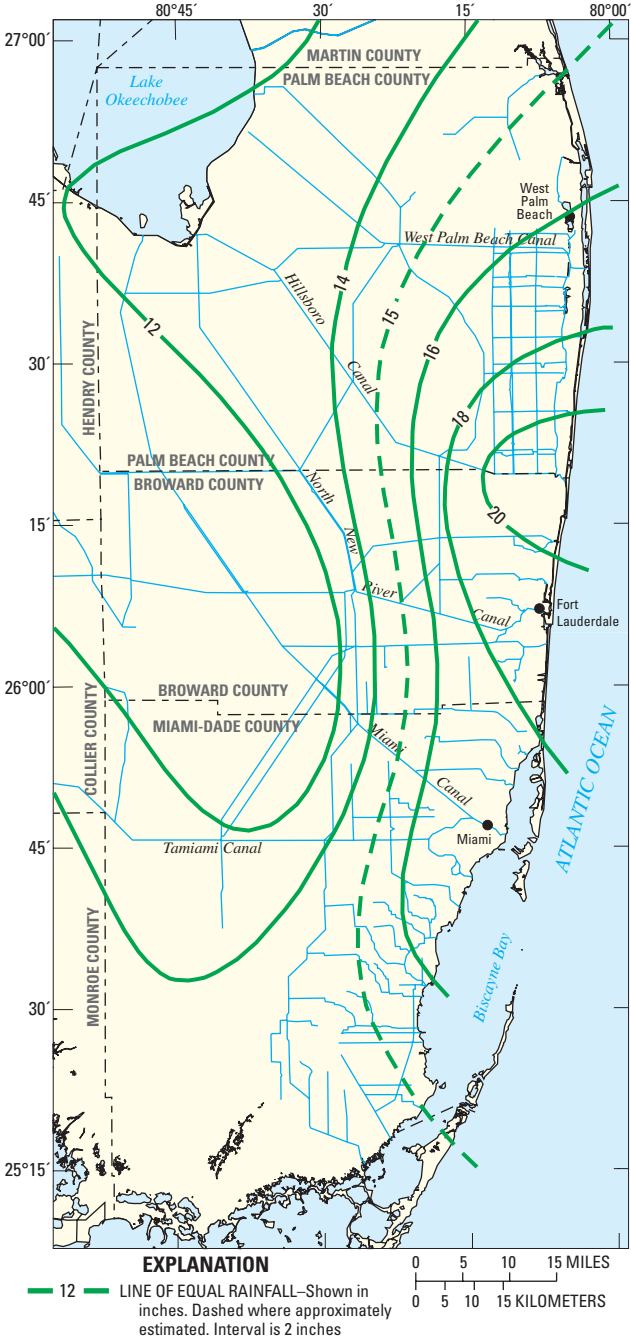 80°45´ 30´ 15´ 80°00´
27°00´
MARTIN COUNTY
PALM BEACH COUNTY
Lake
Okeechobee
West
Palm
Beach
45´
West Palm Beach Canal
Hillsboro
Canal
14
15
12
16
18
20
HENDRY COUNTY
30´
PALM BEACH COUNTY
BROWARD COUNTY
North
New
River
Canal
15´
Fort
Lauderdale
26°00´
BROWARD COUNTY
MIAMI-DADE COUNTY
COLLIER COUNTY
Miami
Canal
ATLANTIC OCEAN
Miami
45´
Tamiami Canal
MONROE COUNTY
Biscayne Bay
30´
25°15´
EXPLANATION
12 LINE OF EQUAL RAINFALL–Shown in
inches. Dashed where approximately
estimated. Interval is 2 inches
0 5 10 15 MILES
0 5 10 15 KILOMETERS